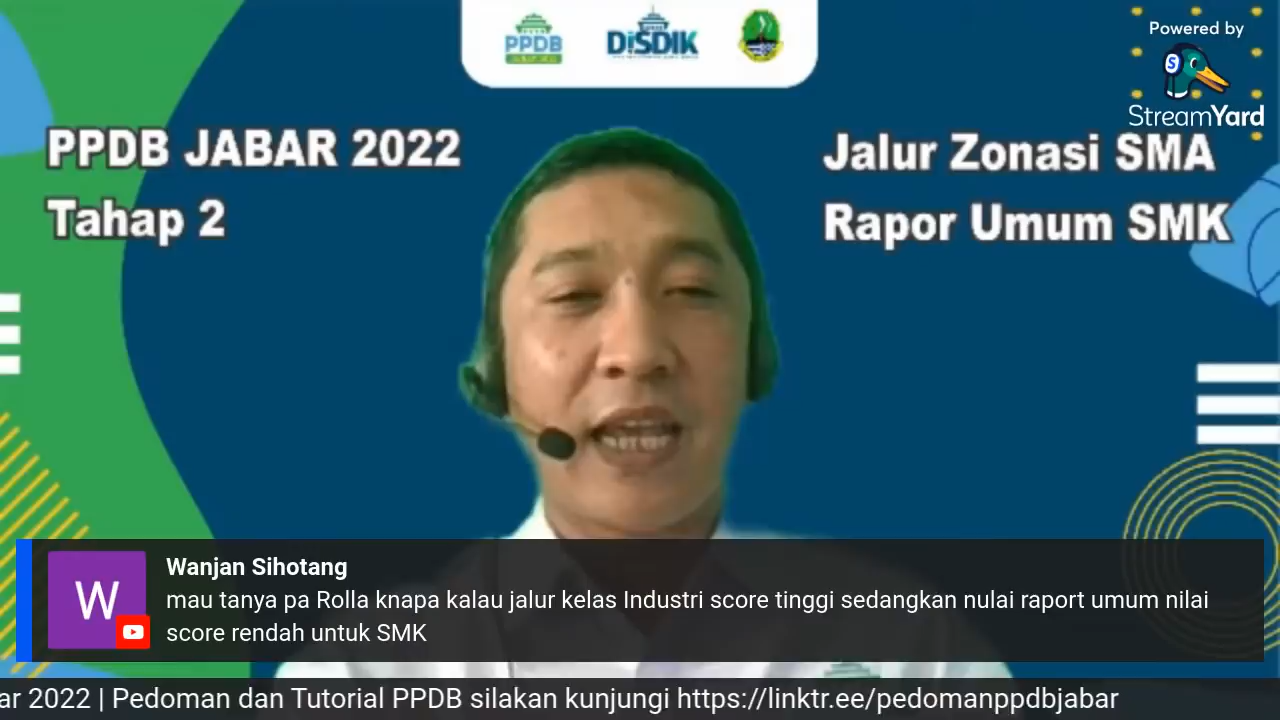 PPDB
DISDIK
Powered by
StreamYard
PPDB JABAR 2022
Tahap 2
Jalur Zonasi SMA
Rapor Umum SMK
W
Wanjan Sihotang
mau tanya pa Rolla knapa kalau jalur kelas Industri score tinggi sedangkan nulai raport umum nilai
score rendah untuk SMK
ar 2022 | Pedoman dan Tutorial PPDB silakan kunjungi https://linktr.ee/pedomanppdbjabar